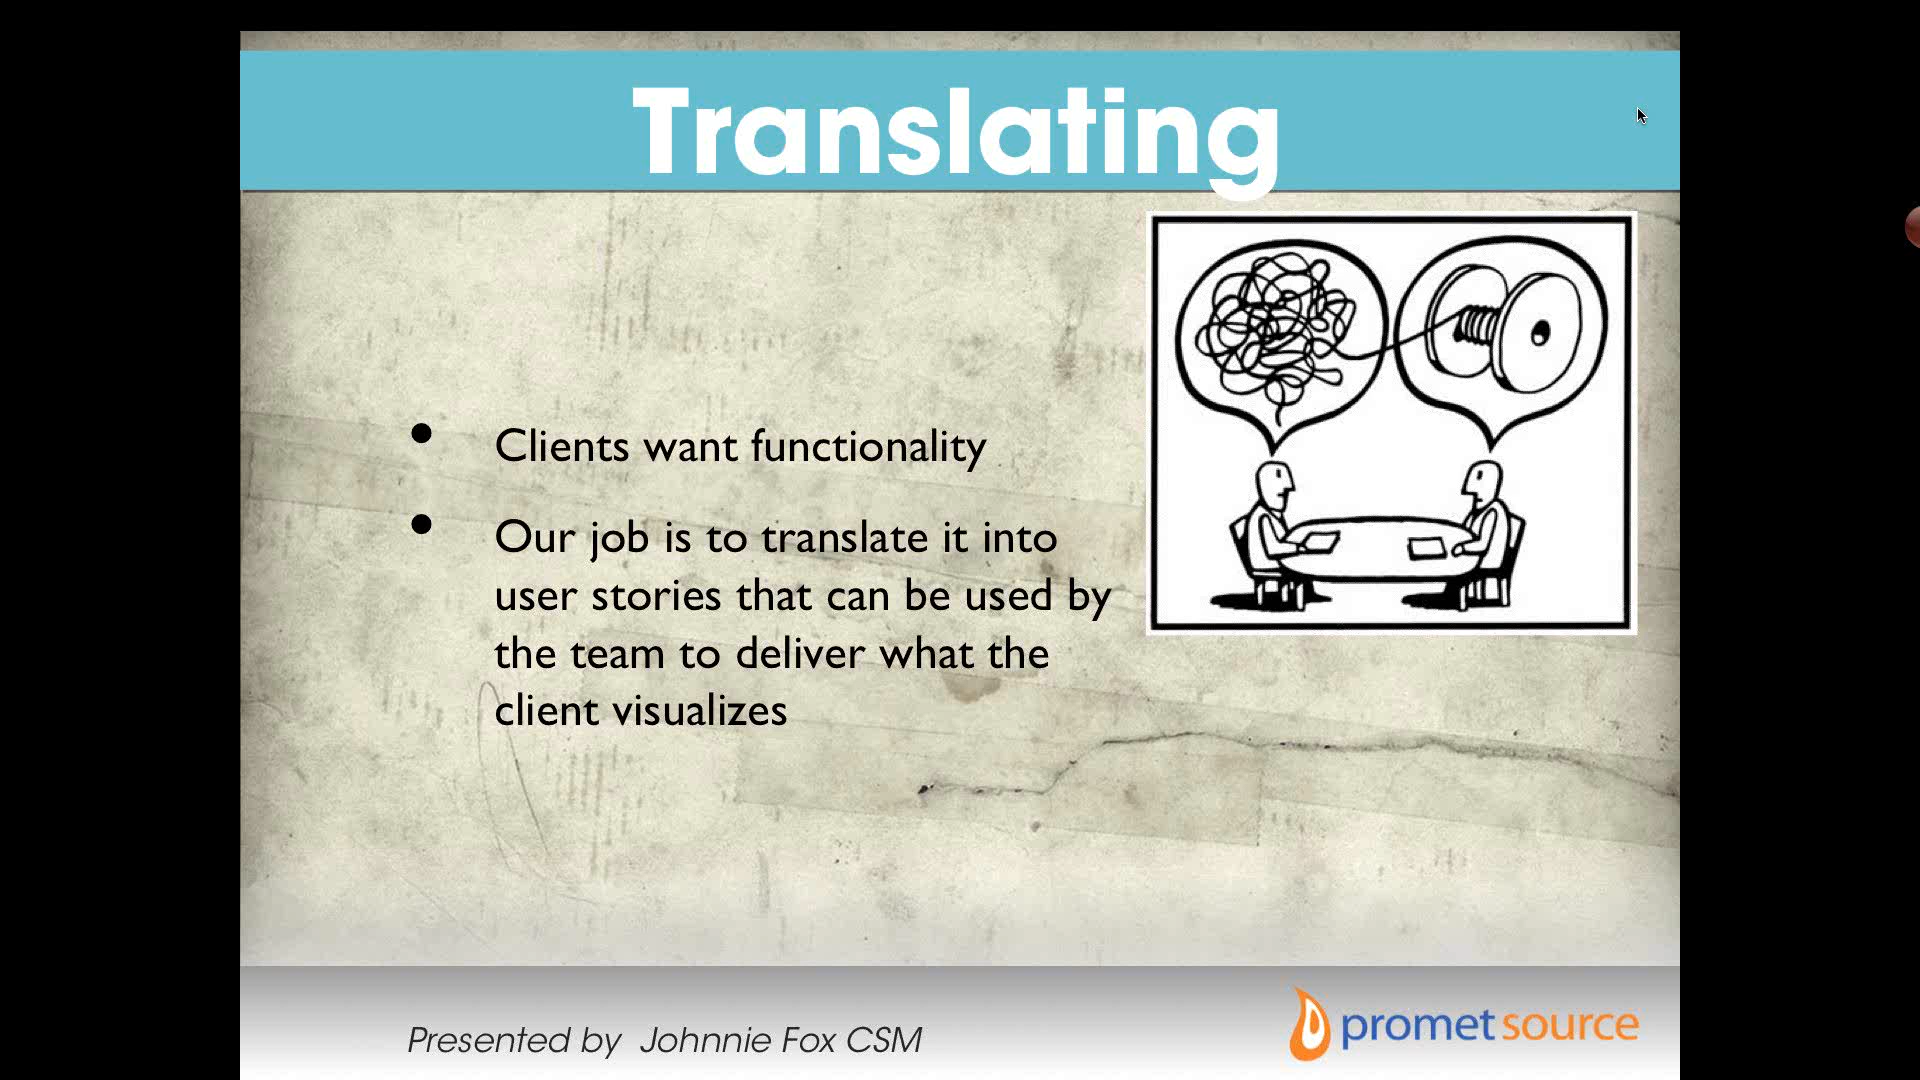 Translating
• Clients want functionality
• Our job is to translate it into
user stories that can be used by
the team to deliver what the
client visualizes
Presented by Johnnie Fox CSM
promet source